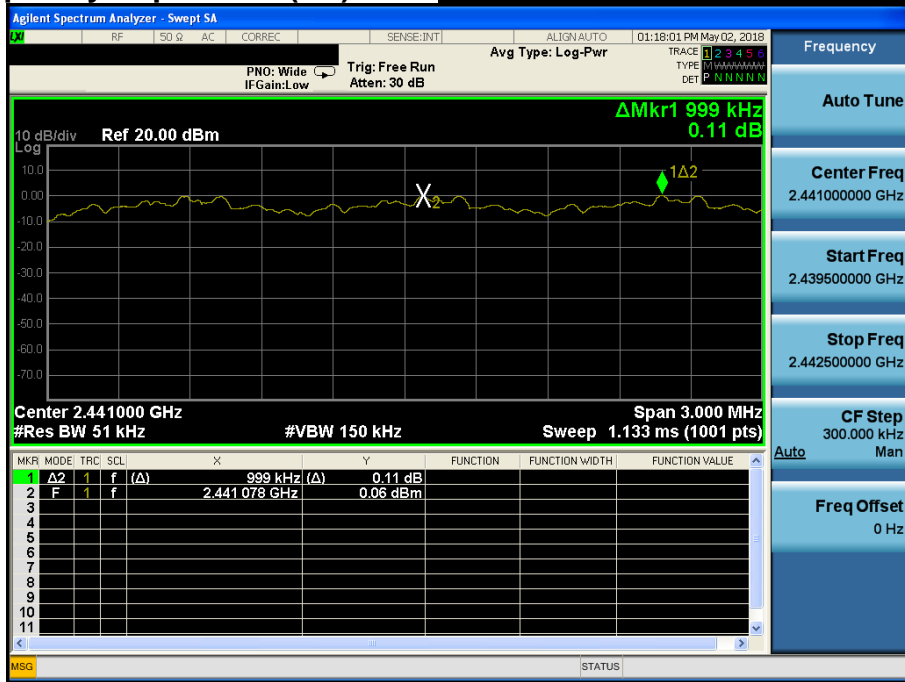 Agilent Spectrum Analyzer - Swept SA
LXI RF 50 Ω AC CORREC SENSE:INT ALIGN AUTO 01:18:01 PM May 02, 2018
Avg Type: Log-Pwr
TRACE 1 2 3 4 5 6
PNO: Wide Trig: Free Run
TYPE M WWWWW
IFGain:Low Atten: 30 dB
DET P N N N N N
ΔMkr1 999 kHz
0.11 dB
10 dB/div Ref 20.00 dBm
Log
10.0
0.00
-10.0
-20.0
-30.0
-40.0
-50.0
-60.0
-70.0
1Δ2
X2
Center 2.441000 GHz Span 3.000 MHz
#Res BW 51 kHz #VBW 150 kHz Sweep 1.133 ms (1001 pts)
MKR MODE TRC SCL X Y FUNCTION FUNCTION WIDTH FUNCTION VALUE
1 Δ2 1 f (Δ) 999 kHz (Δ) 0.11 dB
2 F 1 f 2.441 078 GHz 0.06 dBm
3
4
5
6
7
8
9
10
11
MSG STATUS
Frequency
Auto Tune
Center Freq
2.441000000 GHz
Start Freq
2.439500000 GHz
Stop Freq
2.442500000 GHz
CF Step
300.000 kHz
Auto Man
Freq Offset
0 Hz